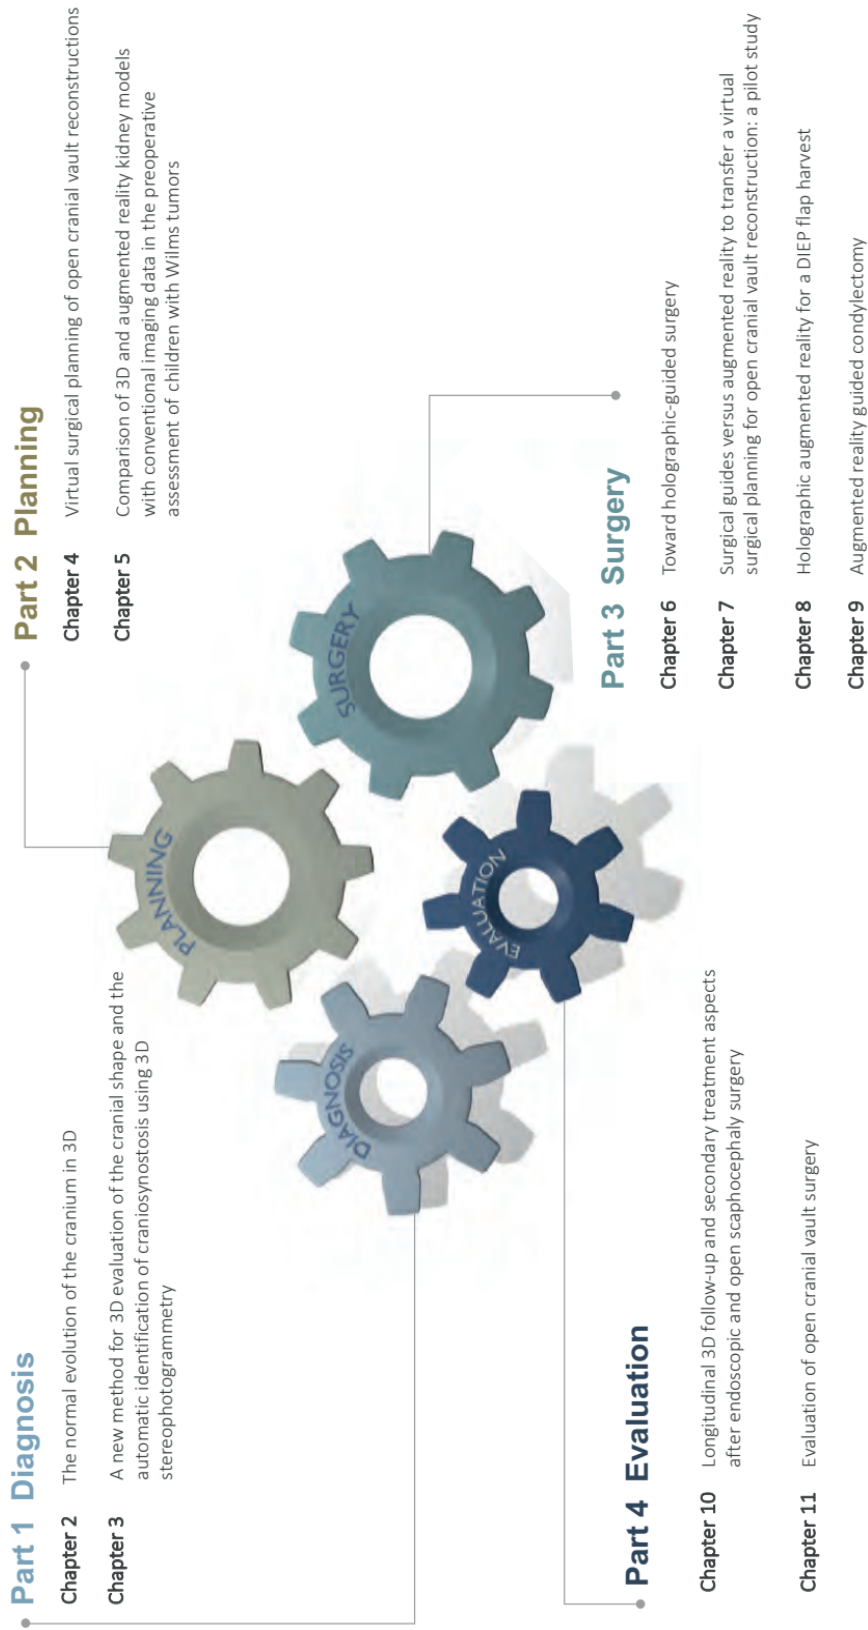 Part 1 Diagnosis
Chapter 2 The normal evolution of the cranium in 3D
Chapter 3 A new method for 3D evaluation of the cranial shape and the
automatic identification of craniosynostosis using 3D
stereophotogrammetry
Part 2 Planning
Chapter 4 Virtual surgical planning of open cranial vault reconstructions
Chapter 5 Comparison of 3D and augmented reality kidney models
with conventional imaging data in the preoperative
assessment of children with Wilms tumors
DIAGNOSIS
PLANNING
SURGERY
EVALUATION
Part 4 Evaluation
Chapter 10 Longitudinal 3D follow-up and secondary treatment aspects
after endoscopic and open scaphocephaly surgery
Chapter 11 Evaluation of open cranial vault surgery
Part 3 Surgery
Chapter 6 Toward holographic-guided surgery
Chapter 7 Surgical guides versus augmented reality to transfer a virtual
surgical planning for open cranial vault reconstruction: a pilot study
Chapter 8 Holographic augmented reality for a DIEP flap harvest
Chapter 9 Augmented reality guided condylectomy